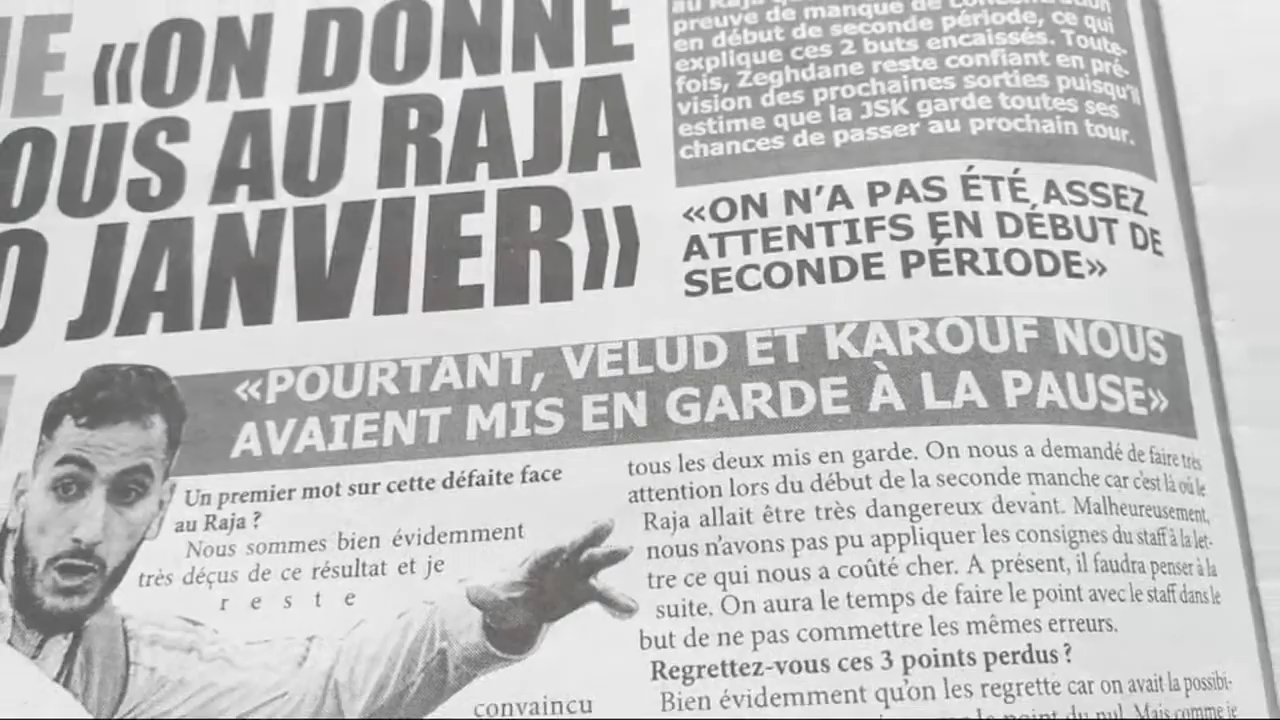 «ON DONNE
AU RAJA
JANVIER»
preuve de manque de
en début de seconde période, ce qui
explique ces 2 buts encaissés. Toute-
fois, Zeghdane reste confiant en pré-
vision des prochaines sorties puisqu'il
estime que la JSK garde toutes ses
chances de passer au prochain tour.
«ON N'A PAS ÉTÉ ASSEZ
ATTENTIFS EN DÉBUT DE
SECONDE PÉRIODE»
«POURTANT, VELUD ET KAROUF NOUS
AVAIENT MIS EN GARDE À LA PAUSE»
Un premier mot sur cette défaite face
au Raja ?
Nous sommes bien évidemment
très déçus de ce résultat et je
reste
convaincu
tous les deux mis en garde. On nous a demandé de faire très
attention lors du début de la seconde manche car c'est là où le
Raja allait être très dangereux devant. Malheureusement,
nous n'avons pas pu appliquer les consignes du staff à la let-
tre ce qui nous a coûté cher. A présent, il faudra penser à la
suite. On aura le temps de faire le point avec le staff dans le
but de ne pas commettre les mêmes erreurs.
Regrettez-vous ces 3 points perdus ?
Bien évidemment qu'on les regrette car on avait la possibi-
point du nul. Mais comme je